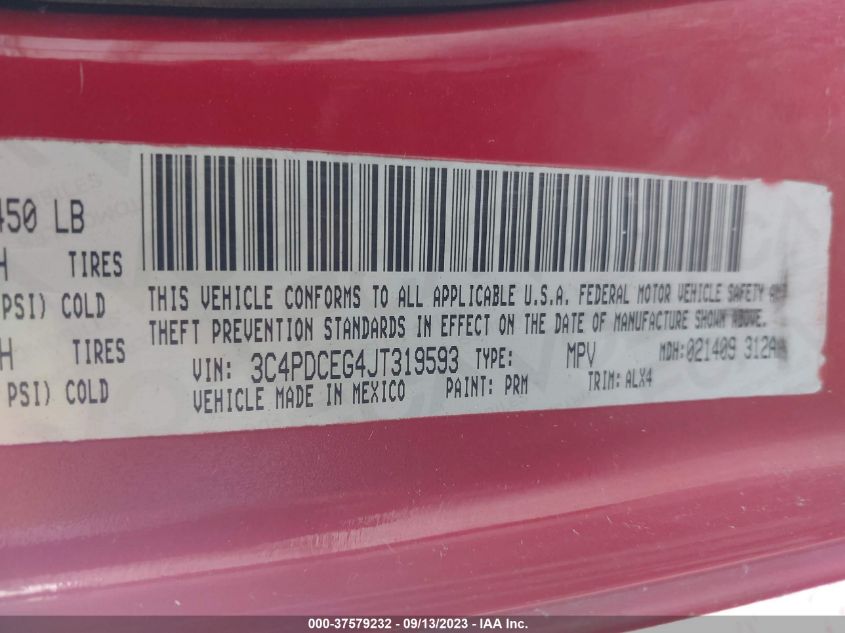 450 LB
H TIRES
PSI) COLD
H TIRES
PSI) COLD
THIS VEHICLE CONFORMS TO ALL APPLICABLE U.S.A. FEDERAL MOTOR VEHICLE SAFETY AND
THEFT PREVENTION STANDARDS IN EFFECT ON THE DATE OF MANUFACTURE SHOWN ABOVE.
VIN: 3C4PDCEG4JT319593 TYPE: MPV MDH:021409 312A
VEHICLE MADE IN MEXICO PAINT: PRM TRIM: ALX4
000-37579232 - 09/13/2023 - IAA Inc.